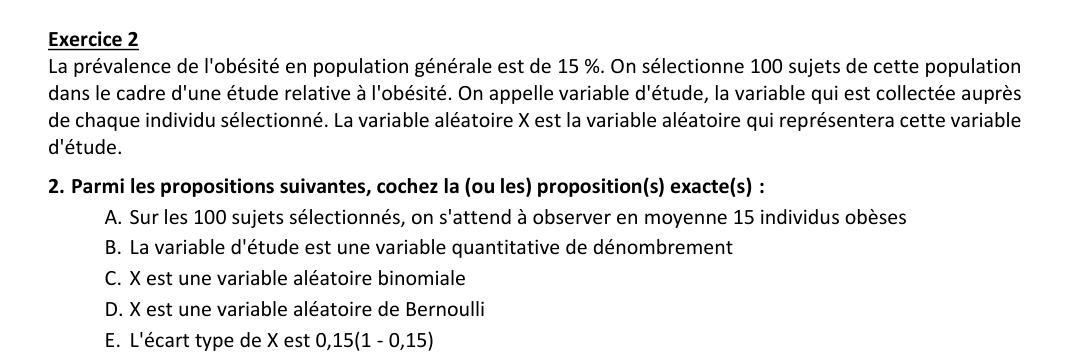 Exercice 2
La prévalence de l'obésité en population générale est de 15 %. On sélectionne 100 sujets de cette population
dans le cadre d'une étude relative à l'obésité. On appelle variable d'étude, la variable qui est collectée auprès
de chaque individu sélectionné. La variable aléatoire X est la variable aléatoire qui représentera cette variable
d'étude.
2. Parmi les propositions suivantes, cochez la (ou les) proposition(s) exacte(s) :
A. Sur les 100 sujets sélectionnés, on s'attend à observer en moyenne 15 individus obèses
B. La variable d'étude est une variable quantitative de dénombrement
C. X est une variable aléatoire binomiale
D. X est une variable aléatoire de Bernoulli
E. L'écart type de X est 0,15(1 - 0,15)